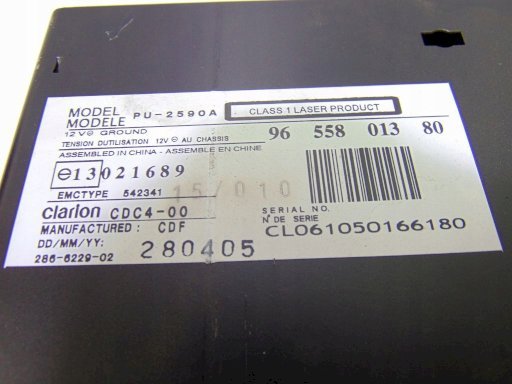 MODEL
MODELE PU-2590A CLASS 1 LASER PRODUCT
12V⊖ GROUND
TENSION DUTILISATION 12V ⊖ AU CHASSIS 96 558 013 80
ASSEMBLED IN CHINA - ASSEMBLE EN CHINE
⊖13 021689
EMCTYPE 542341 15/010
clarion CDC4-00
SERIAL NO.
N° DE SERIE
MANUFACTURED : CDF CL061050166180
DD/MM/YY: 280405
286-6229-02